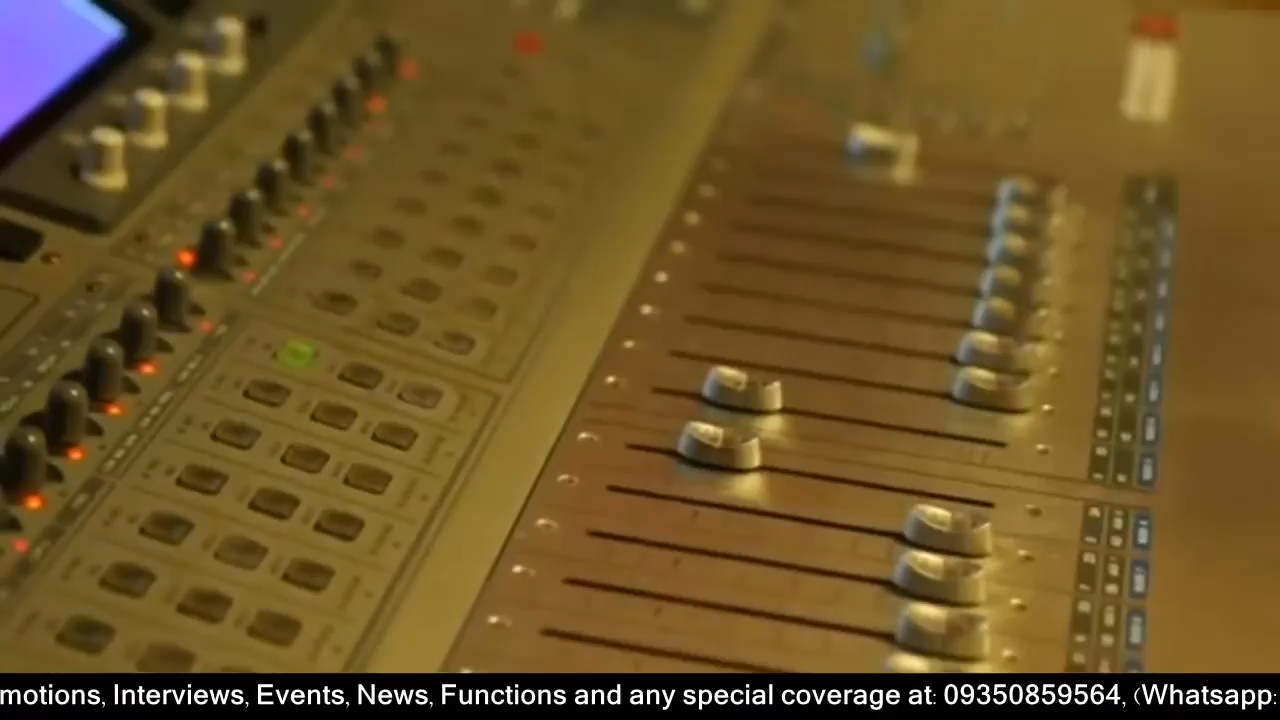 motions, Interviews, Events, News, Functions and any special coverage at: 09350859564, (Whatsapp: